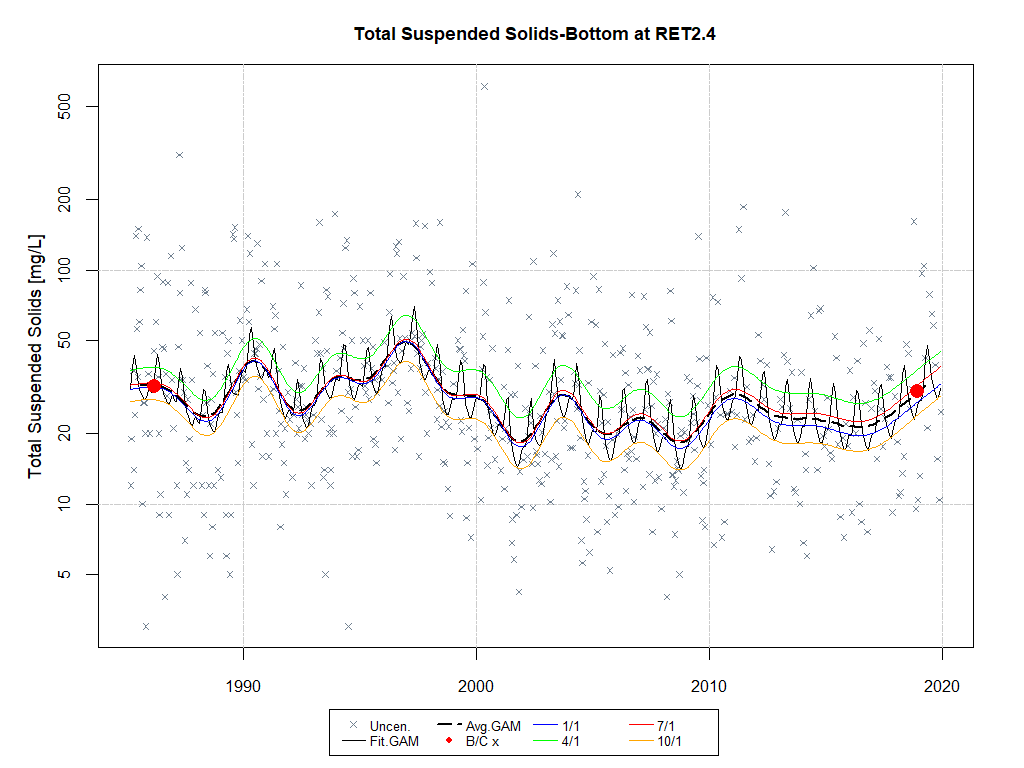 Total Suspended Solids-Bottom at RET2.4
Total Suspended Solids [mg/L]
500
200
100
50
20
10
5
1990 2000 2010 2020
Uncen. Avg.GAM 1/1 7/1
Fit.GAM B/C x 4/1 10/1